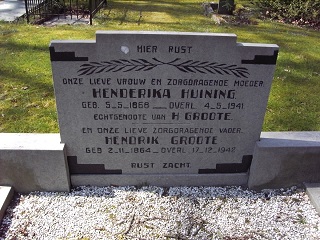 HIER RUST
ONZE LIEVE VROUW EN ZORGDRAGENDE MOEDER
HENDERIKA HUINING
GEB. 5-5-1868 — OVERL. 4-5-1941
ECHTGENOOTE VAN H GROOTE.
EN ONZE LIEVE ZORGDRAGENDE VADER,
HENDRIK GROOTE
GEB 2-11-1864 — OVERL 17-12-1942
RUST ZACHT.